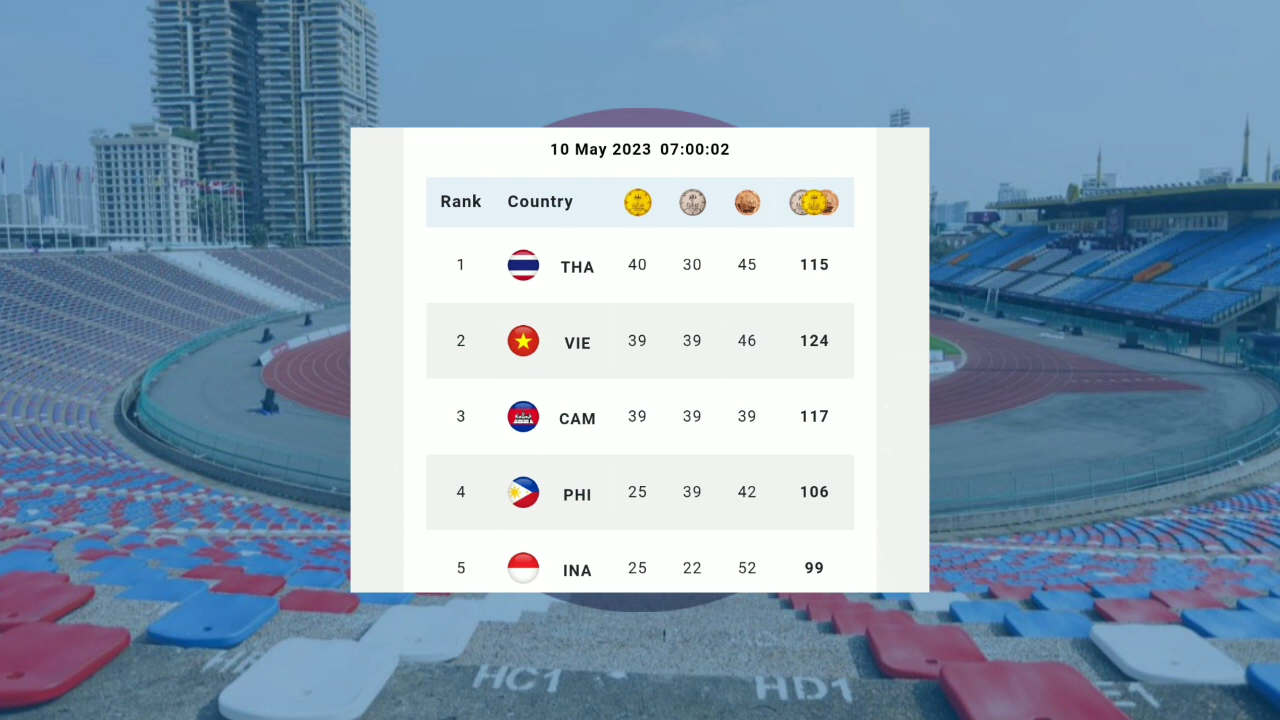 10 May 2023 07:00:02
Rank Country
1 THA 40 30 45 115
2 VIE 39 39 46 124
3 CAM 39 39 39 117
4 PHI 25 39 42 106
5 INA 25 22 52 99
HC1 HD1